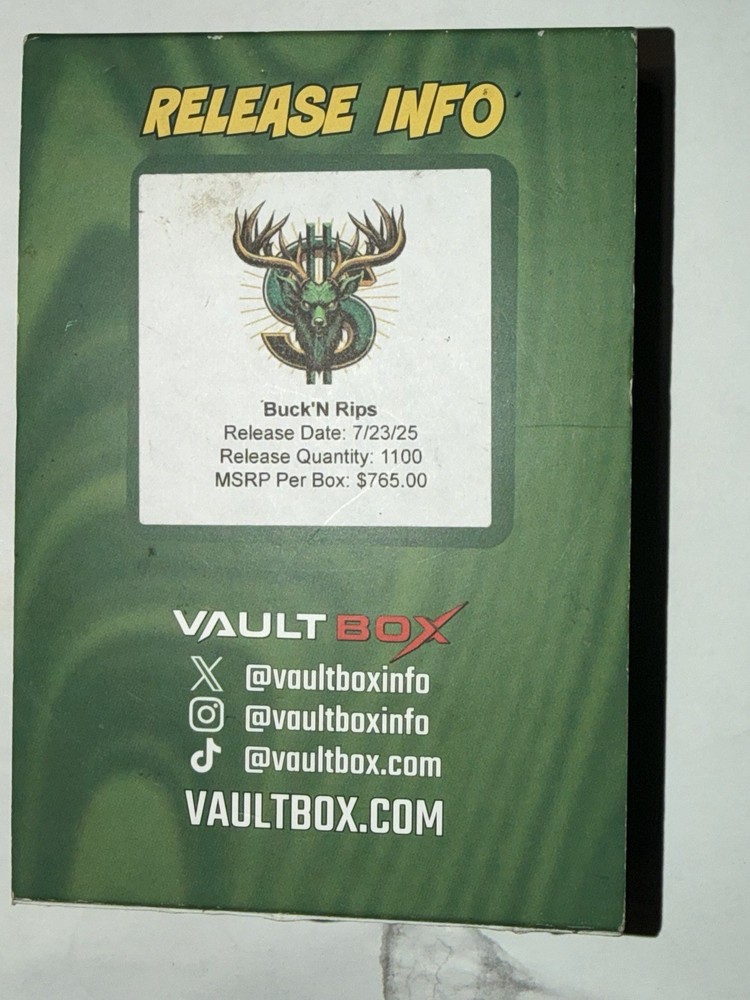 RELEASE INFO
Buck'N Rips
Release Date: 7/23/25
Release Quantity: 1100
MSRP Per Box: $765.00
VAULT BOX
@vaultboxinfo
@vaultboxinfo
@vaultbox.com
VAULTBOX.COM